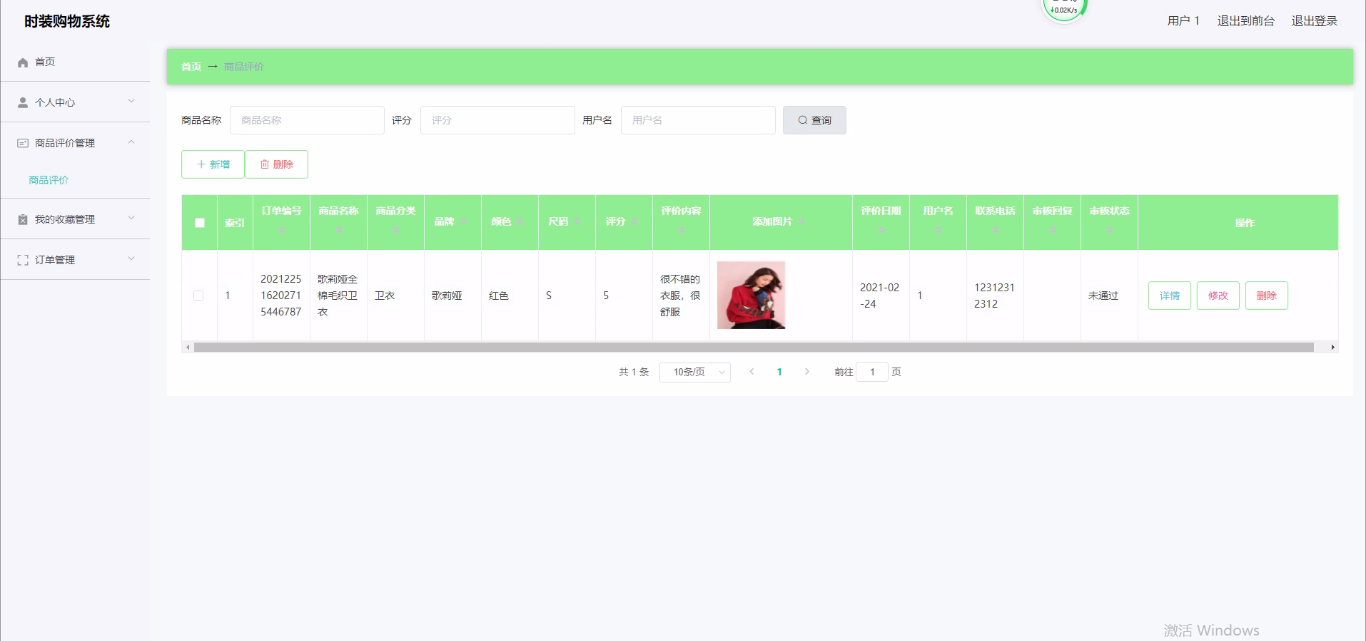 时装购物系统
↓0.02K/s
用户 1 退出到前台 退出登录
首页
个人中心
商品评价管理
商品评价
我的收藏管理
订单管理
首页 → 商品评价
商品名称 商品名称 评分 评分 用户名 用户名 查询
+ 新增 删除
索引 订单编号 商品名称 商品分类 品牌 颜色 尺码 评分 评价内容 添加图片 评价日期 用户名 联系电话 审核回复 审核状态 操作
1
2021225
1620271
5446787
歌莉娅全
棉毛织卫
衣
卫衣
歌莉娅
红色
S
5
很不错的
衣服，很
舒服
2021-02
-24
1
1231231
2312
未通过
详情 修改 删除
共 1 条 10条/页 1 前往 1 页
激活 Windows